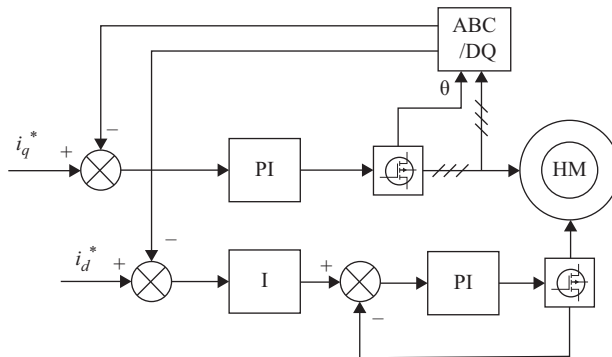 ABC
/DQ
θ
−
i_q^*
+
PI
HM
−
i_d^*
+
I
+
−
PI